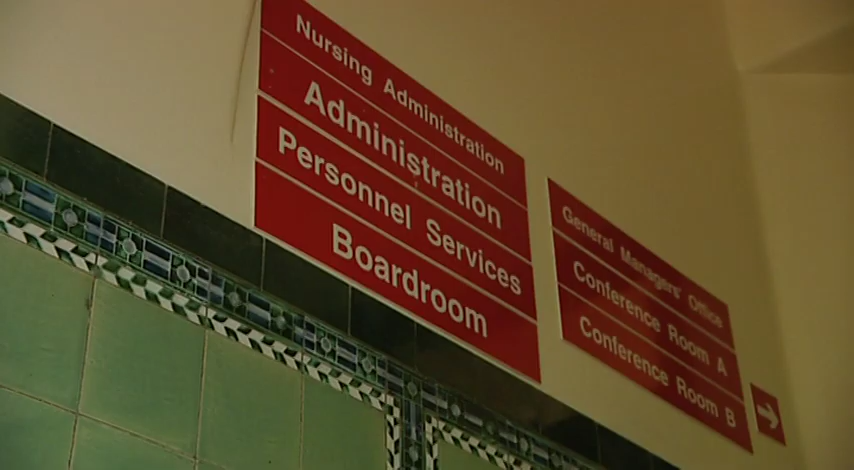 Nursing Administration
Administration
Personnel Services
Boardroom
General Managers' Office
Conference Room A
Conference Room B